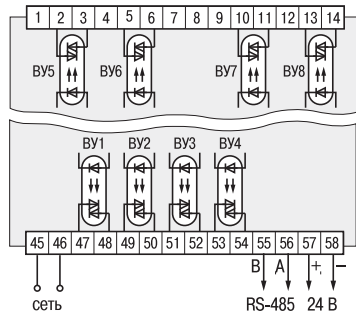 1 2 3 4 5 6 7 8 9 10 11 12 13 14
ВУ5 ВУ6 ВУ7 ВУ8
ВУ1 ВУ2 ВУ3 ВУ4
45 46 47 48 49 50 51 52 53 54 55 56 57 58
B A + −
сеть RS-485 24 В